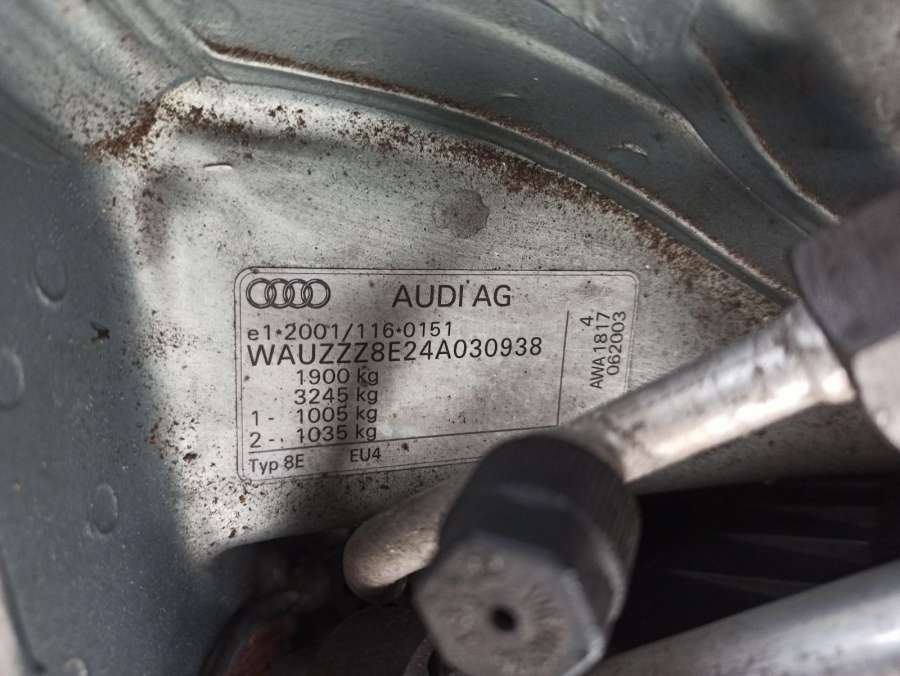 AUDI AG
e1*2001/116*0151
WAUZZZ8E24A030938
1900 kg
3245 kg
1- 1005 kg
2- 1035 kg
Typ 8E EU4
4
AWA1817
062003